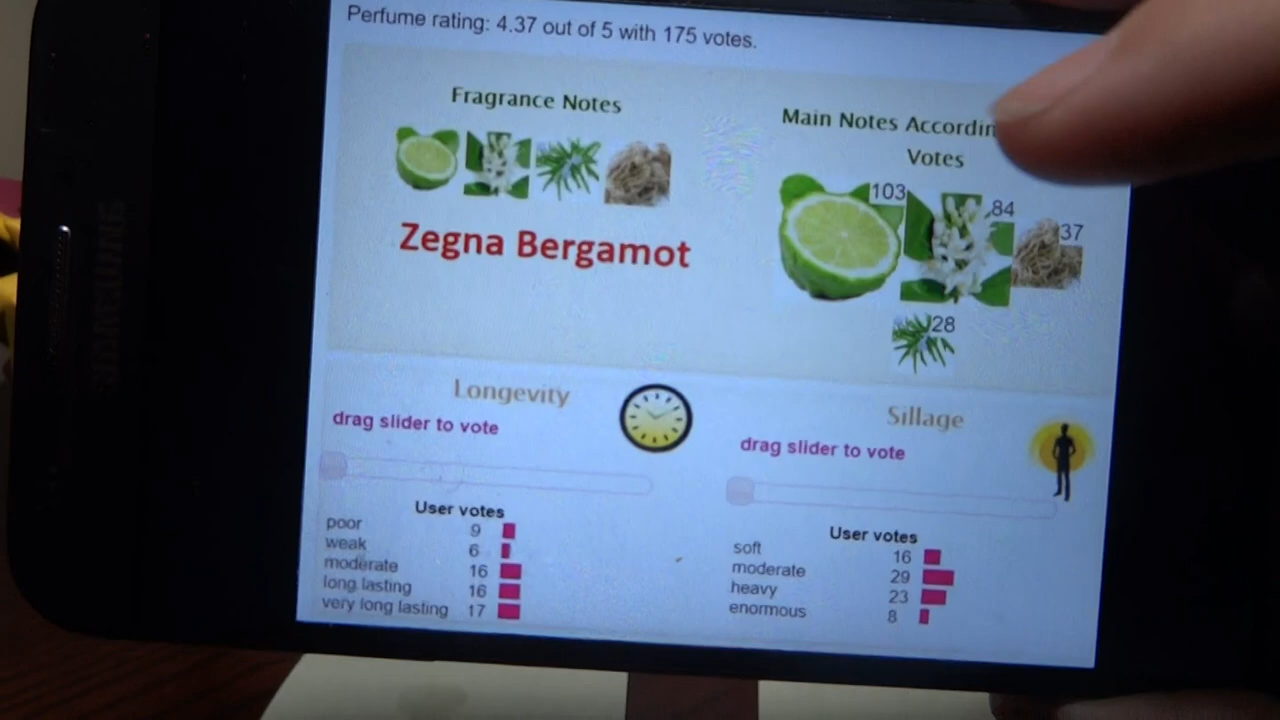 Perfume rating: 4.37 out of 5 with 175 votes.
Fragrance Notes
Main Notes Accordin
Votes
103
84
37
28
Zegna Bergamot
Longevity
drag slider to vote
User votes
poor 9
weak 6
moderate 16
long lasting 16
very long lasting 17
Sillage
drag slider to vote
User votes
soft 16
moderate 29
heavy 23
enormous 8
SAMSUNG